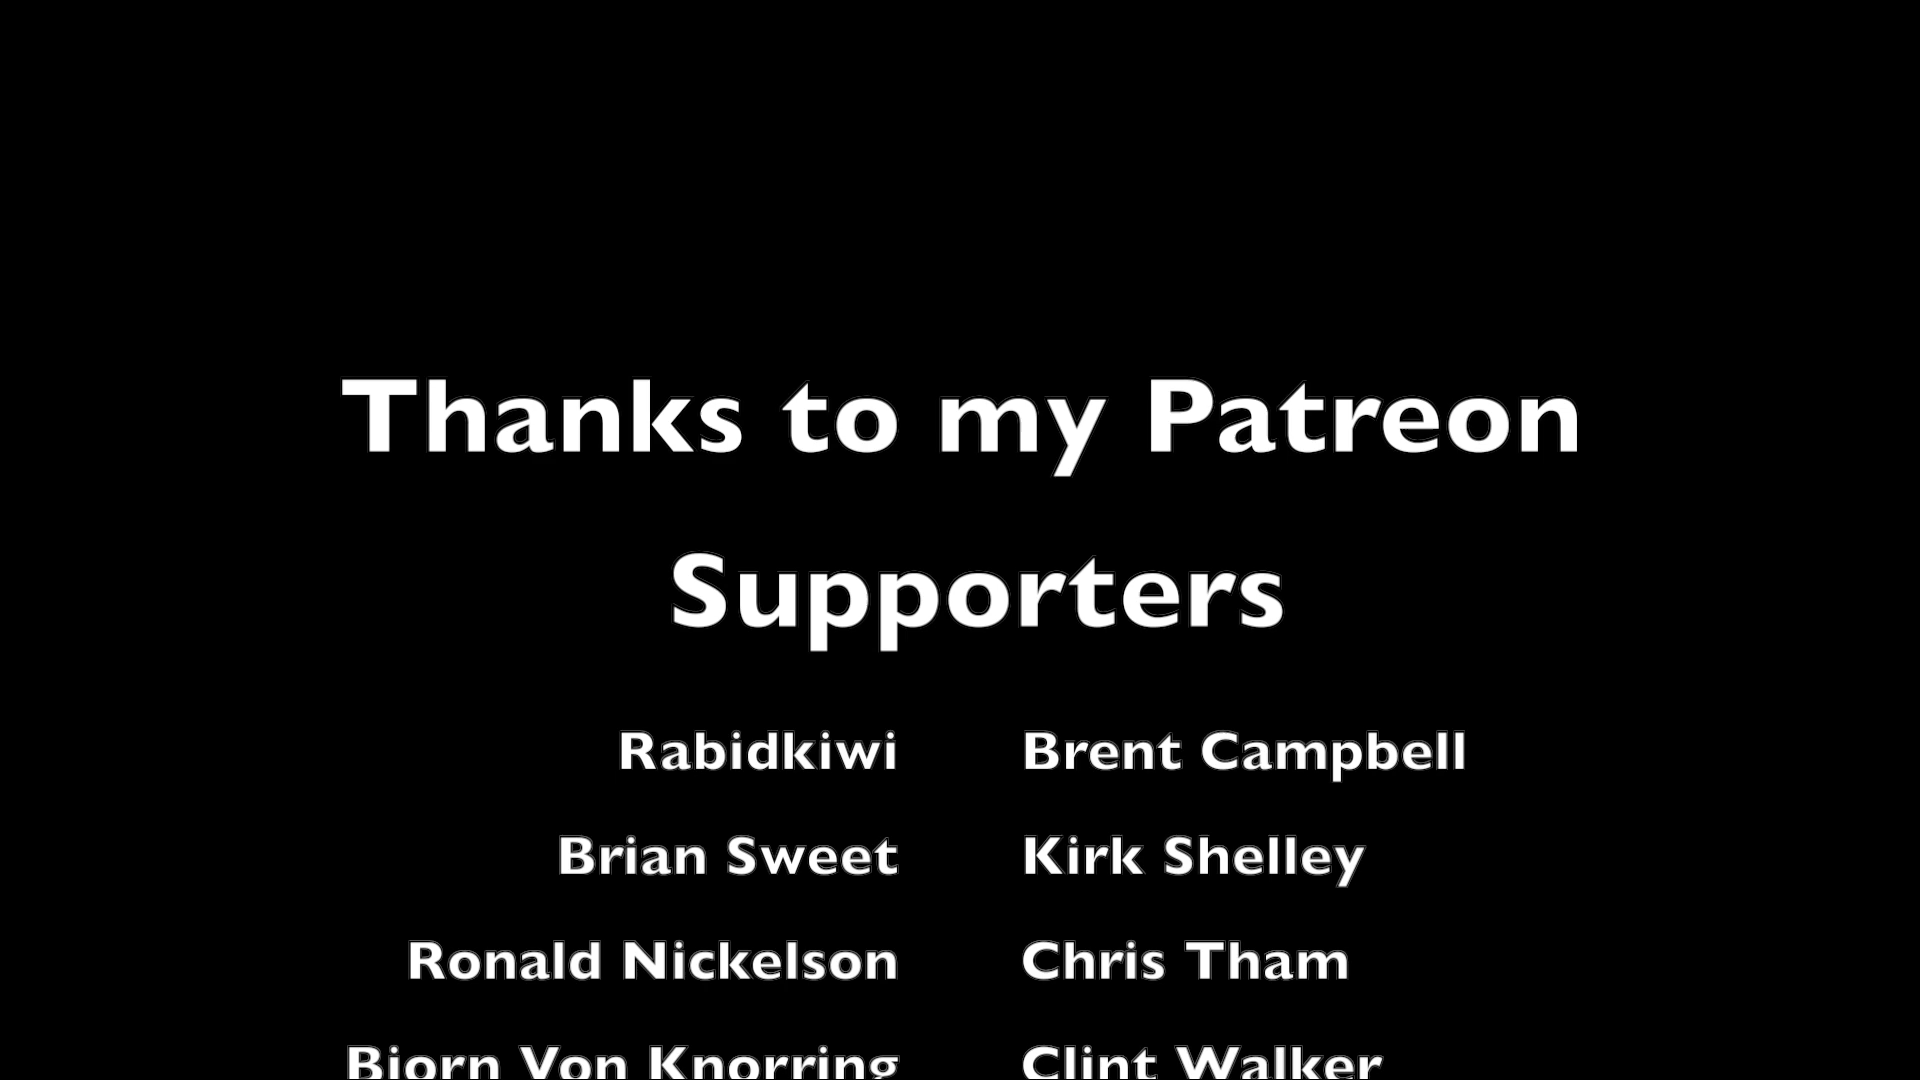 Thanks to my Patreon
Supporters
Rabidkiwi Brent Campbell
Brian Sweet Kirk Shelley
Ronald Nickelson Chris Tham
Bjorn Von Knorring Clint Walker